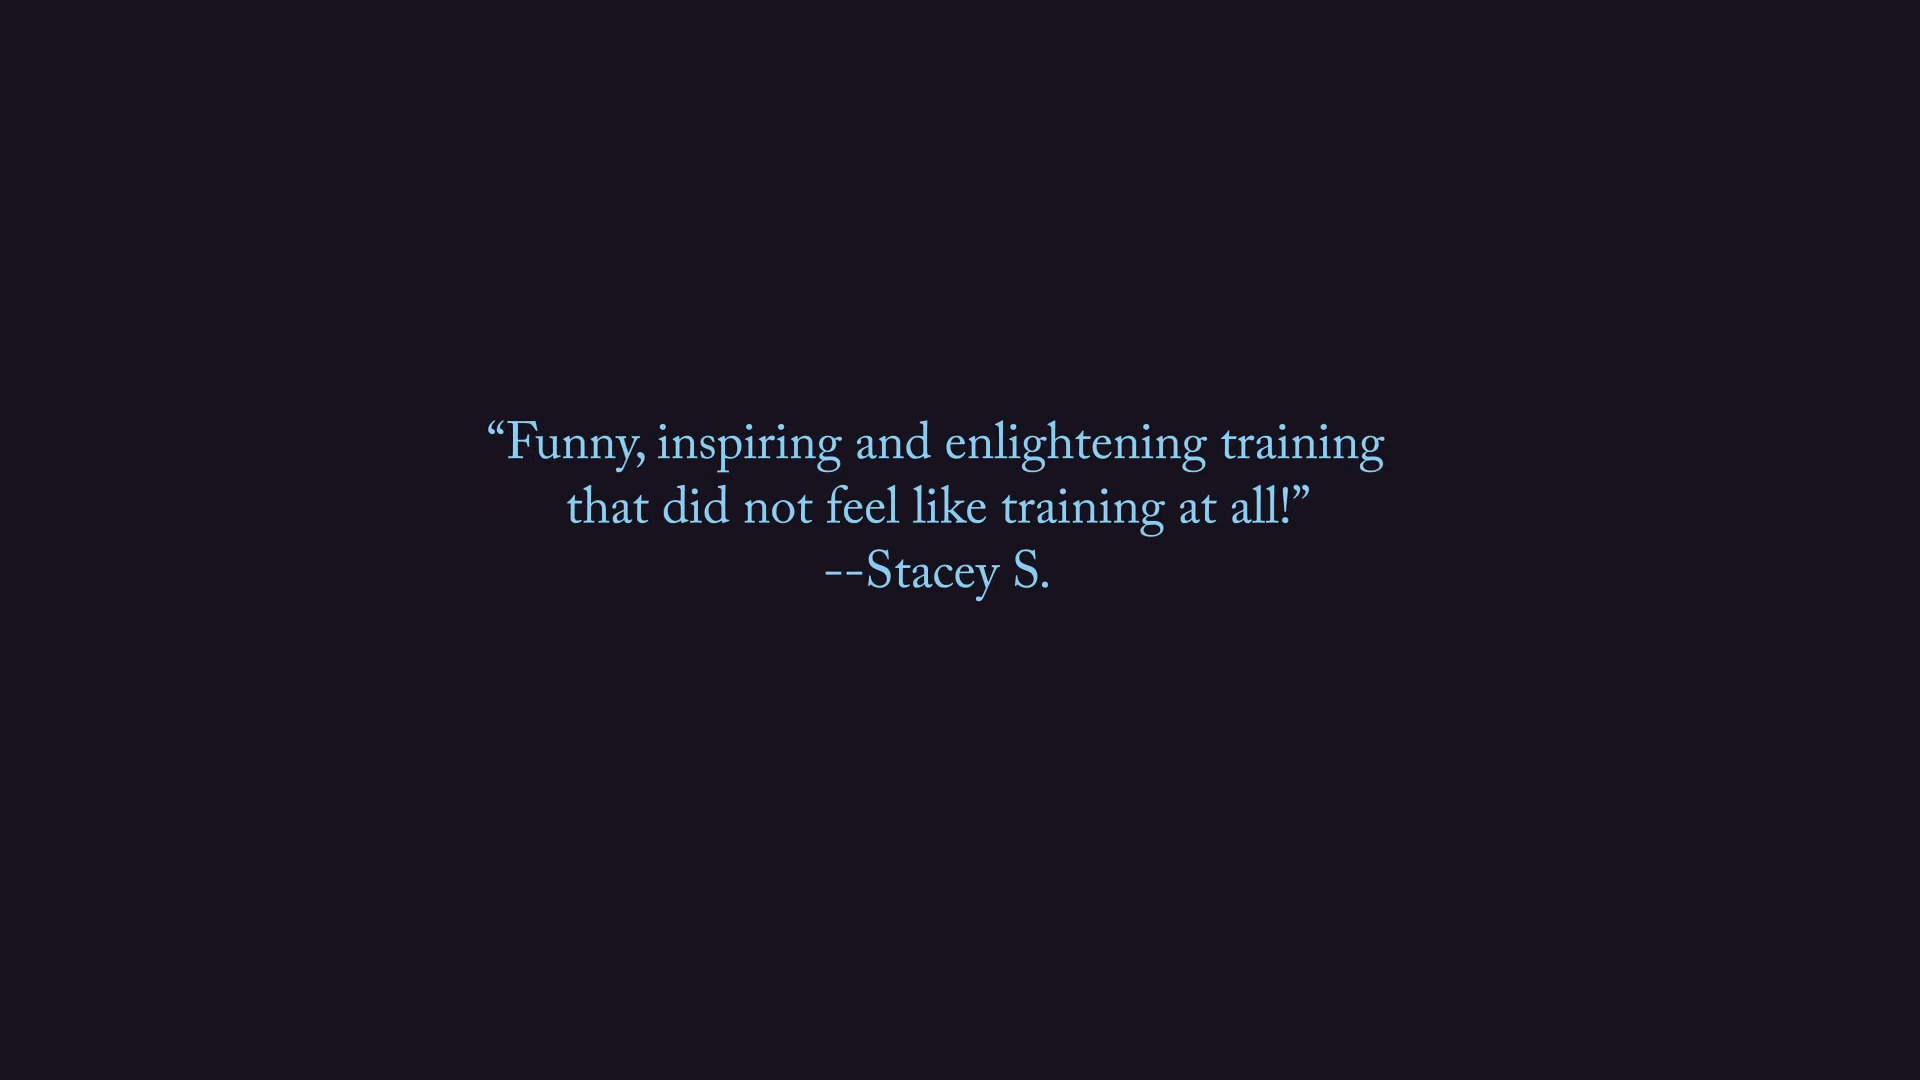 “Funny, inspiring and enlightening training
that did not feel like training at all!”
--Stacey S.